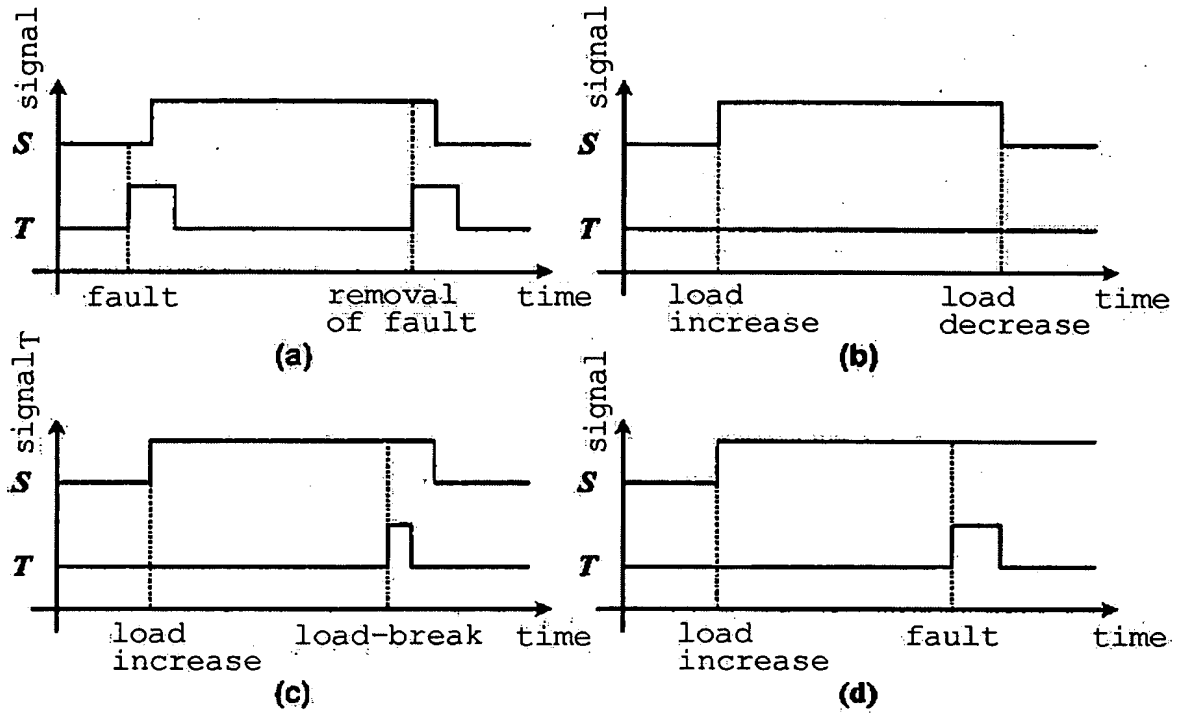 signal
S
T
fault
removal
of fault
time
(a)
signal
S
T
load
increase
load
decrease
time
(b)
signalT
S
T
load
increase
load-break
time
(c)
signal
S
T
load
increase
fault
time
(d)